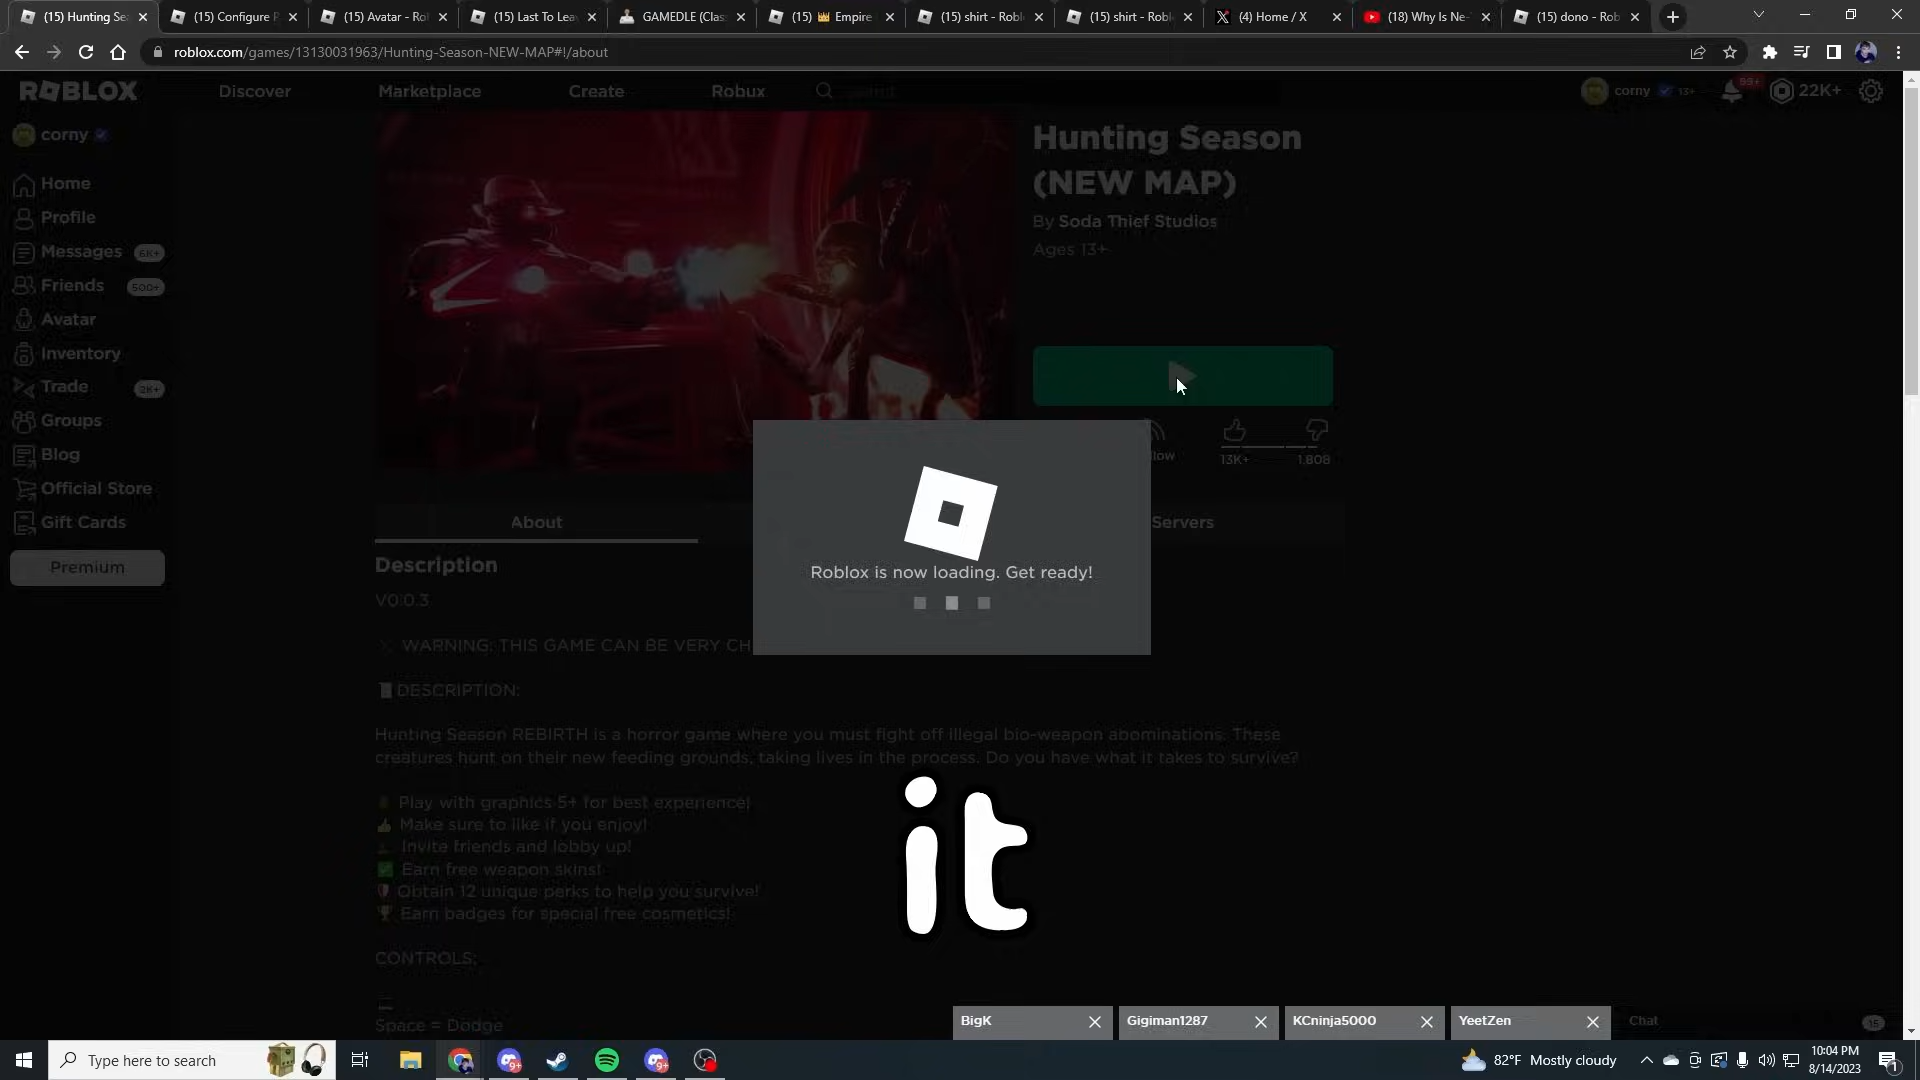 (15) Hunting Sea
(15) Configure P
(15) Avatar - Ro
(15) Last To Lea
GAMEDLE (Clas
(15) 👑 Empire
(15) shirt - Robl
(15) shirt - Robl
(4) Home / X
(18) Why Is Ne-
(15) dono - Rob
roblox.com/games/13130031963/Hunting-Season-NEW-MAP#!/about
ROBLOX
Discover
Marketplace
Create
Robux
corny
13+
99+
22K+
corny
Home
Profile
Messages 6K+
Friends 500+
Avatar
Inventory
Trade 2K+
Groups
Blog
Official Store
Gift Cards
Premium
Hunting Season
(NEW MAP)
By Soda Thief Studios
Ages 13+
13K+
1,808
About
Servers
Roblox is now loading. Get ready!
Description
V0.0.3
WARNING: THIS GAME CAN BE VERY CH
DESCRIPTION:
Hunting Season REBIRTH is a horror game where you must fight off illegal bio-weapon abominations. These
creatures hunt on their new feeding grounds, taking lives in the process. Do you have what it takes to survive?
Play with graphics 5+ for best experience!
👍 Make sure to like if you enjoy!
Invite friends and lobby up!
✅ Earn free weapon skins!
Obtain 12 unique perks to help you survive!
🏆 Earn badges for special free cosmetics!
it
CONTROLS:
Space = Dodge
BigK
Gigiman1287
KCninja5000
YeetZen
Chat
15
Type here to search
9+
9+
82°F Mostly cloudy
10:04 PM
8/14/2023
1